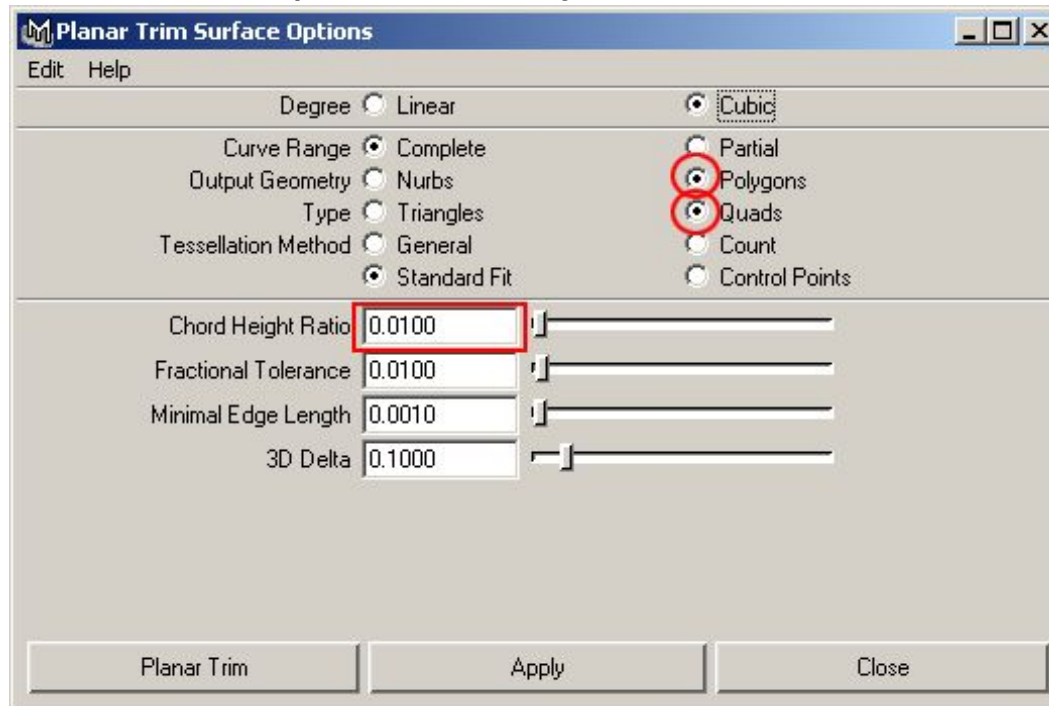 Planar Trim Surface Options
Edit Help
Degree Linear Cubic
Curve Range Complete Partial
Output Geometry Nurbs Polygons
Type Triangles Quads
Tessellation Method General Count
Standard Fit Control Points
Chord Height Ratio 0.0100
Fractional Tolerance 0.0100
Minimal Edge Length 0.0010
3D Delta 0.1000
Planar Trim Apply Close